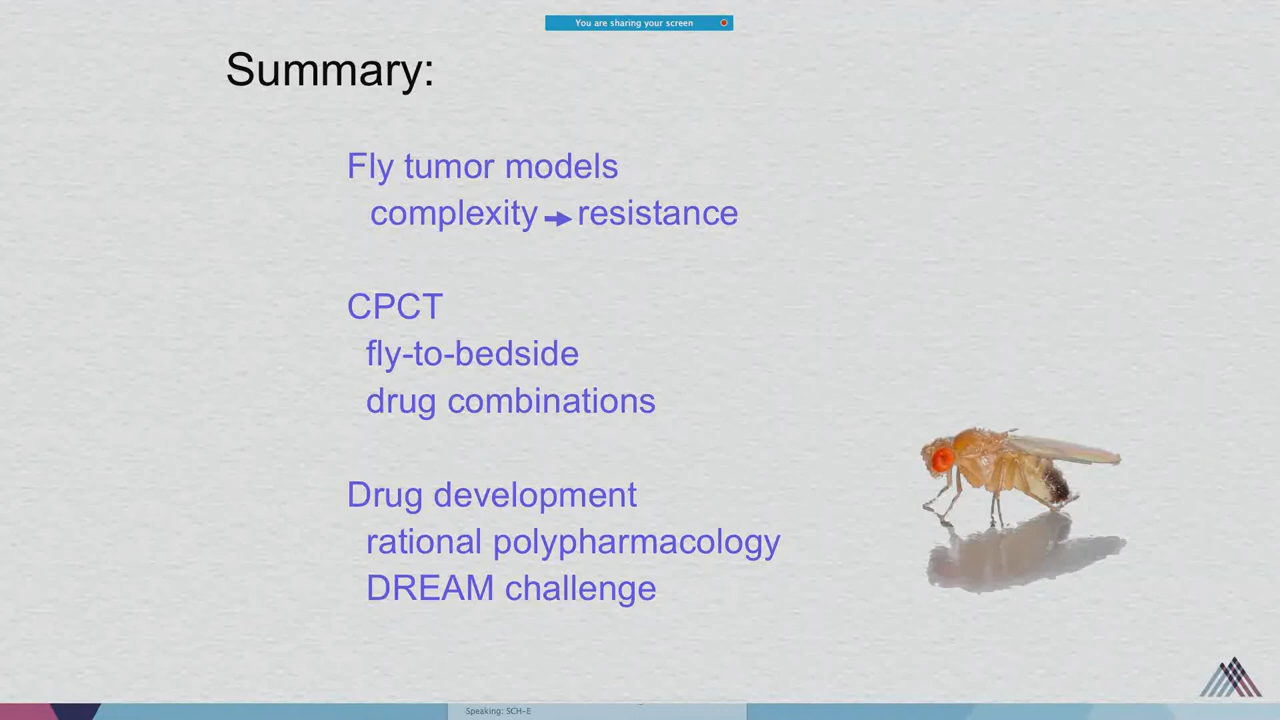 You are sharing your screen
Summary:
Fly tumor models
complexity → resistance
CPCT
fly-to-bedside
drug combinations
Drug development
rational polypharmacology
DREAM challenge
Speaking: SCH-E